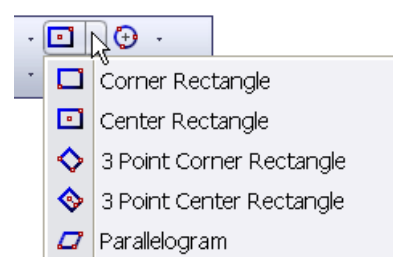 Corner Rectangle
Center Rectangle
3 Point Corner Rectangle
3 Point Center Rectangle
Parallelogram